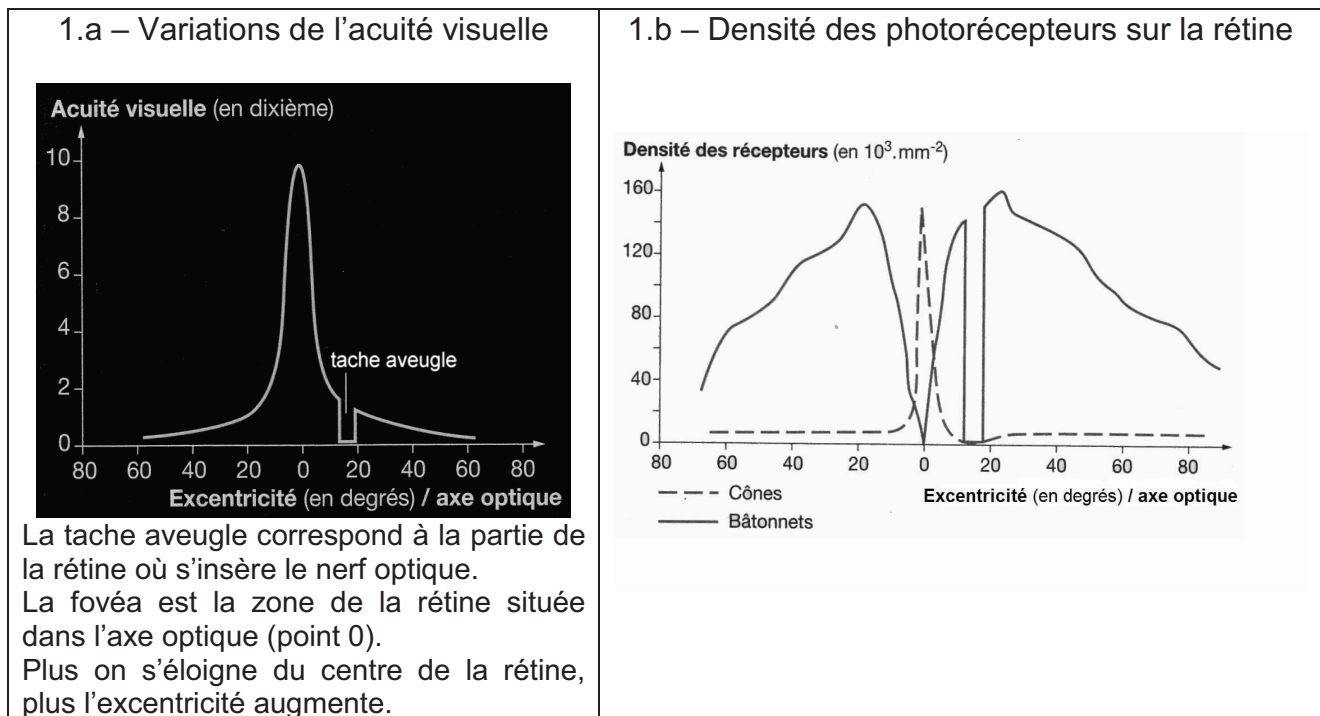 1.a – Variations de l’acuité visuelle
Acuité visuelle (en dixième)
10
8
6
4
2
0
tache aveugle
80 60 40 20 0 20 40 60 80
Excentricité (en degrés) / axe optique
La tache aveugle correspond à la partie de
la rétine où s’insère le nerf optique.
La fovéa est la zone de la rétine située
dans l’axe optique (point 0).
Plus on s’éloigne du centre de la rétine,
plus l’excentricité augmente.
1.b – Densité des photorécepteurs sur la rétine
Densité des récepteurs (en 10³.mm⁻²)
160
120
80
40
0
80 60 40 20 0 20 40 60 80
Cônes
Bâtonnets
Excentricité (en degrés) / axe optique